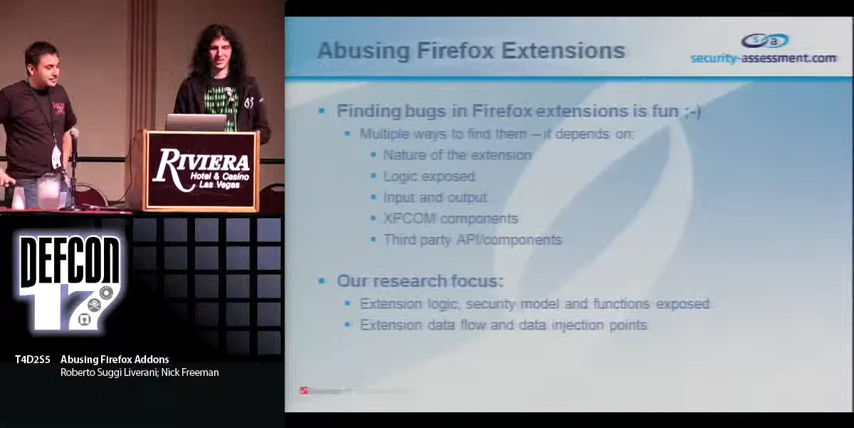 RIVIERA
Hotel & Casino
Las Vegas
DEFCON
17
T4D2S5 Abusing Firefox Addons
Roberto Suggi Liverani; Nick Freeman
Abusing Firefox Extensions
sa
security-assessment.com
Finding bugs in Firefox extensions is fun ;-)
Multiple ways to find them – it depends on:
Nature of the extension
Logic exposed
Input and output
XPCOM components
Third party API/components
Our research focus:
Extension logic, security model and functions exposed
Extension data flow and data injection points